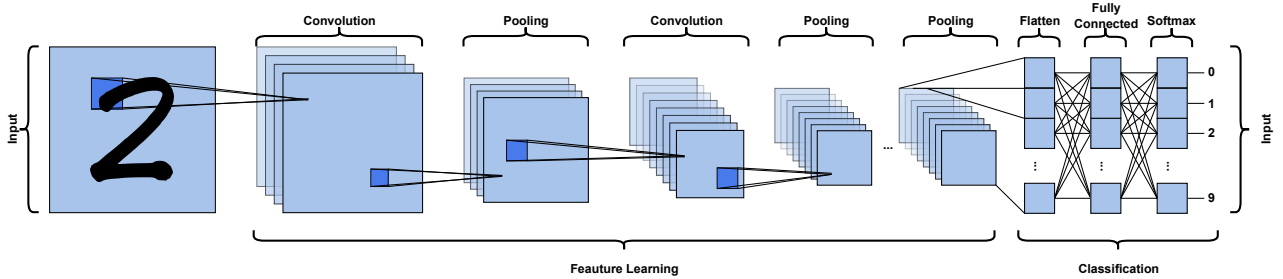 Convolution
Pooling
Convolution
Pooling
Pooling
Flatten
Fully
Connected
Softmax
Input
2
...
0
1
2
...
...
...
9
Input
Feauture Learning
Classification